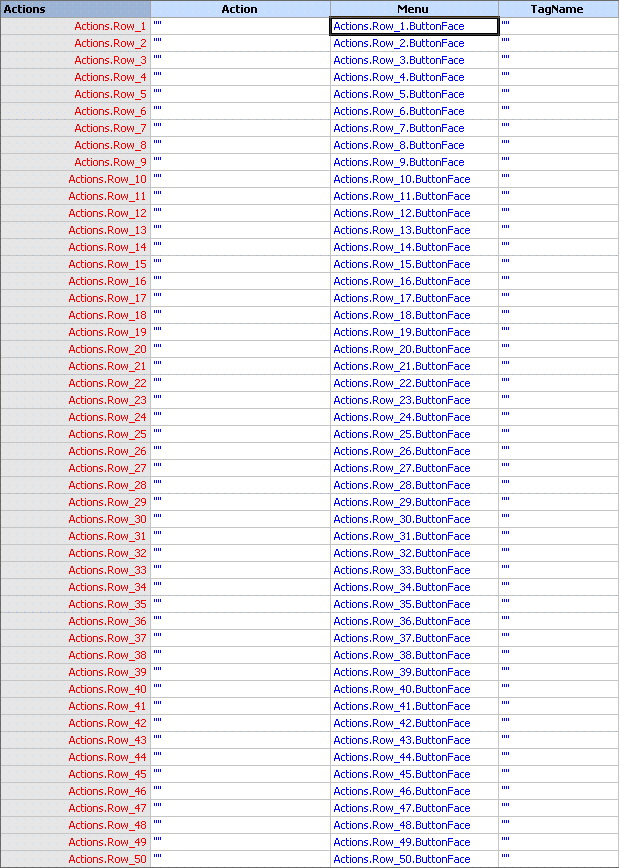 Actions Action Menu TagName
Actions.Row_1 "" Actions.Row_1.ButtonFace ""
Actions.Row_2 "" Actions.Row_2.ButtonFace ""
Actions.Row_3 "" Actions.Row_3.ButtonFace ""
Actions.Row_4 "" Actions.Row_4.ButtonFace ""
Actions.Row_5 "" Actions.Row_5.ButtonFace ""
Actions.Row_6 "" Actions.Row_6.ButtonFace ""
Actions.Row_7 "" Actions.Row_7.ButtonFace ""
Actions.Row_8 "" Actions.Row_8.ButtonFace ""
Actions.Row_9 "" Actions.Row_9.ButtonFace ""
Actions.Row_10 "" Actions.Row_10.ButtonFace ""
Actions.Row_11 "" Actions.Row_11.ButtonFace ""
Actions.Row_12 "" Actions.Row_12.ButtonFace ""
Actions.Row_13 "" Actions.Row_13.ButtonFace ""
Actions.Row_14 "" Actions.Row_14.ButtonFace ""
Actions.Row_15 "" Actions.Row_15.ButtonFace ""
Actions.Row_16 "" Actions.Row_16.ButtonFace ""
Actions.Row_17 "" Actions.Row_17.ButtonFace ""
Actions.Row_18 "" Actions.Row_18.ButtonFace ""
Actions.Row_19 "" Actions.Row_19.ButtonFace ""
Actions.Row_20 "" Actions.Row_20.ButtonFace ""
Actions.Row_21 "" Actions.Row_21.ButtonFace ""
Actions.Row_22 "" Actions.Row_22.ButtonFace ""
Actions.Row_23 "" Actions.Row_23.ButtonFace ""
Actions.Row_24 "" Actions.Row_24.ButtonFace ""
Actions.Row_25 "" Actions.Row_25.ButtonFace ""
Actions.Row_26 "" Actions.Row_26.ButtonFace ""
Actions.Row_27 "" Actions.Row_27.ButtonFace ""
Actions.Row_28 "" Actions.Row_28.ButtonFace ""
Actions.Row_29 "" Actions.Row_29.ButtonFace ""
Actions.Row_30 "" Actions.Row_30.ButtonFace ""
Actions.Row_31 "" Actions.Row_31.ButtonFace ""
Actions.Row_32 "" Actions.Row_32.ButtonFace ""
Actions.Row_33 "" Actions.Row_33.ButtonFace ""
Actions.Row_34 "" Actions.Row_34.ButtonFace ""
Actions.Row_35 "" Actions.Row_35.ButtonFace ""
Actions.Row_36 "" Actions.Row_36.ButtonFace ""
Actions.Row_37 "" Actions.Row_37.ButtonFace ""
Actions.Row_38 "" Actions.Row_38.ButtonFace ""
Actions.Row_39 "" Actions.Row_39.ButtonFace ""
Actions.Row_40 "" Actions.Row_40.ButtonFace ""
Actions.Row_41 "" Actions.Row_41.ButtonFace ""
Actions.Row_42 "" Actions.Row_42.ButtonFace ""
Actions.Row_43 "" Actions.Row_43.ButtonFace ""
Actions.Row_44 "" Actions.Row_44.ButtonFace ""
Actions.Row_45 "" Actions.Row_45.ButtonFace ""
Actions.Row_46 "" Actions.Row_46.ButtonFace ""
Actions.Row_47 "" Actions.Row_47.ButtonFace ""
Actions.Row_48 "" Actions.Row_48.ButtonFace ""
Actions.Row_49 "" Actions.Row_49.ButtonFace ""
Actions.Row_50 "" Actions.Row_50.ButtonFace ""